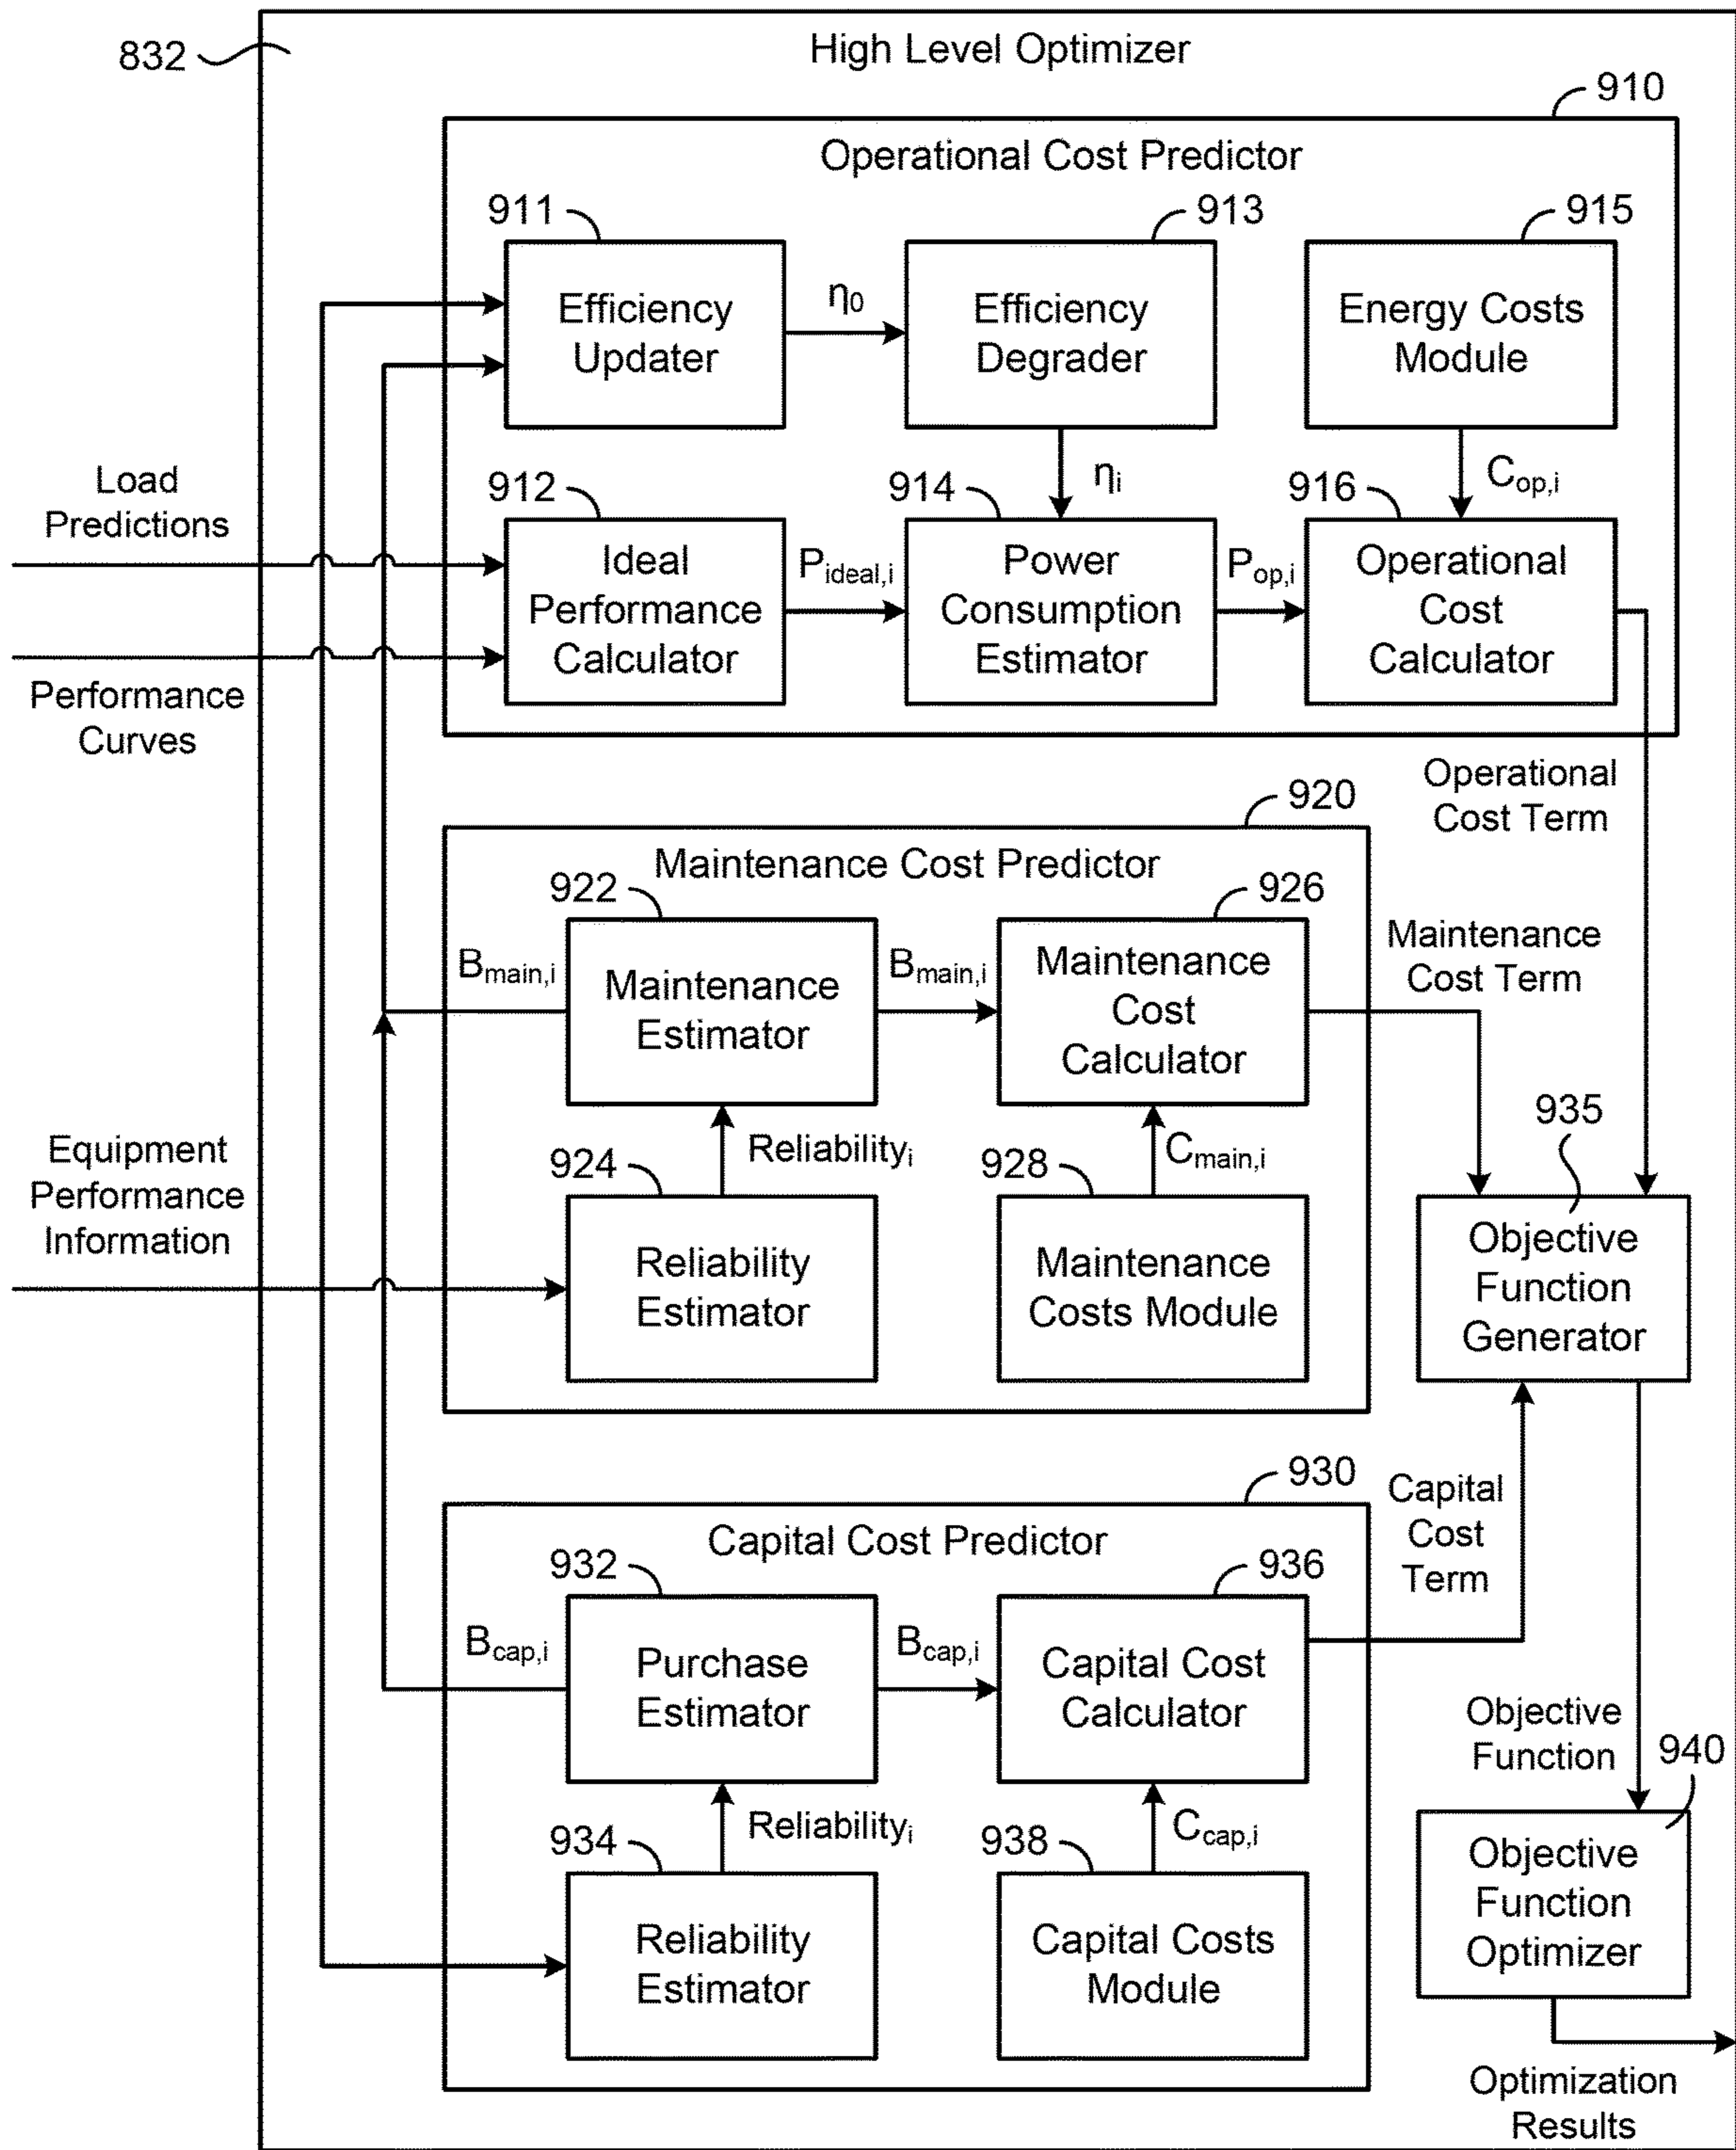 832
High Level Optimizer
910
Operational Cost Predictor
911
913
915
Efficiency
Updater
η0
Efficiency
Degrader
Energy Costs
Module
Load
Predictions
912
914
ηi
916
Cop,i
Ideal
Performance
Calculator
Pideal,i
Power
Consumption
Estimator
Pop,i
Operational
Cost
Calculator
Performance
Curves
Operational
Cost Term
920
Maintenance Cost Predictor
922
926
Bmain,i
Maintenance
Estimator
Bmain,i
Maintenance
Cost
Calculator
Maintenance
Cost Term
Equipment
Performance
Information
924
Reliabilityi
928
Cmain,i
935
Reliability
Estimator
Maintenance
Costs Module
Objective
Function
Generator
930
Capital Cost Predictor
Capital
Cost
Term
932
936
Bcap,i
Purchase
Estimator
Bcap,i
Capital Cost
Calculator
Objective
Function
940
934
Reliabilityi
938
Ccap,i
Reliability
Estimator
Capital Costs
Module
Objective
Function
Optimizer
Optimization
Results